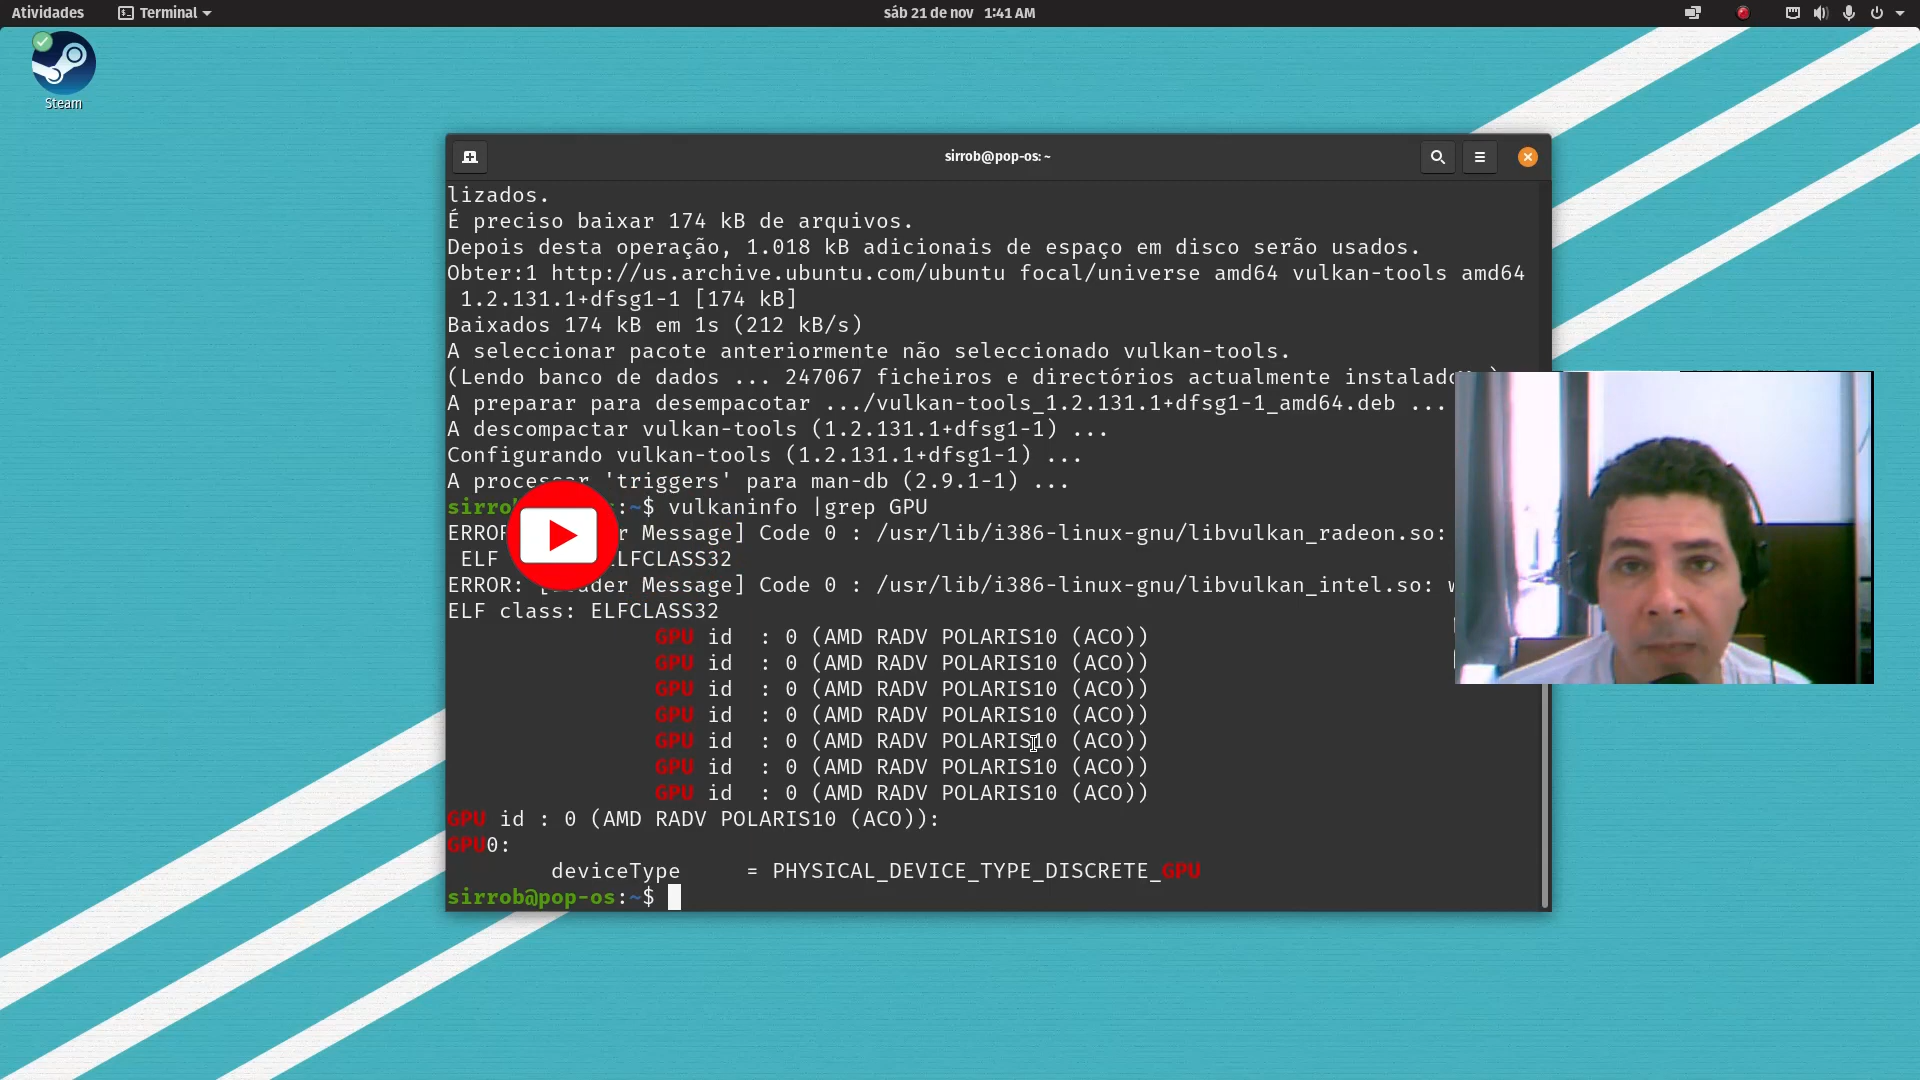 Atividades Terminal sáb 21 de nov 1:41 AM
Steam
sirrob@pop-os: ~
lizados.
É preciso baixar 174 kB de arquivos.
Depois desta operação, 1.018 kB adicionais de espaço em disco serão usados.
Obter:1 http://us.archive.ubuntu.com/ubuntu focal/universe amd64 vulkan-tools amd64
1.2.131.1+dfsg1-1 [174 kB]
Baixados 174 kB em 1s (212 kB/s)
A seleccionar pacote anteriormente não seleccionado vulkan-tools.
(Lendo banco de dados ... 247067 ficheiros e directórios actualmente instalado
A preparar para desempacotar .../vulkan-tools_1.2.131.1+dfsg1-1_amd64.deb ...
A descompactar vulkan-tools (1.2.131.1+dfsg1-1) ...
Configurando vulkan-tools (1.2.131.1+dfsg1-1) ...
A processar 'triggers' para man-db (2.9.1-1) ...
sirro :~$ vulkaninfo |grep GPU
ERROR r Message] Code 0 : /usr/lib/i386-linux-gnu/libvulkan_radeon.so:
ELF LFCLASS32
ERROR: [Loader Message] Code 0 : /usr/lib/i386-linux-gnu/libvulkan_intel.so: w
ELF class: ELFCLASS32
GPU id : 0 (AMD RADV POLARIS10 (ACO))
GPU id : 0 (AMD RADV POLARIS10 (ACO))
GPU id : 0 (AMD RADV POLARIS10 (ACO))
GPU id : 0 (AMD RADV POLARIS10 (ACO))
GPU id : 0 (AMD RADV POLARIS10 (ACO))
GPU id : 0 (AMD RADV POLARIS10 (ACO))
GPU id : 0 (AMD RADV POLARIS10 (ACO))
GPU id : 0 (AMD RADV POLARIS10 (ACO)):
GPU0:
deviceType = PHYSICAL_DEVICE_TYPE_DISCRETE_GPU
sirrob@pop-os:~$